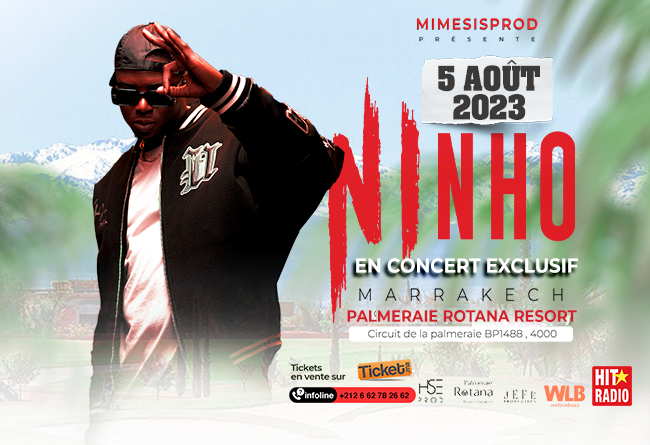 MIMESISPROD
PRÉSENTE
5 AOÛT
2023
NINHO
EN CONCERT EXCLUSIF
MARRAKECH
PALMERAIE ROTANA RESORT
Circuit de la palmeraie BP1488 , 4000
Tickets
en vente sur
Ticket
infoline +212 6 62 78 26 62
HSE
PROD
Palmeraie
Rotana
JEFE
WLB
welovebuzz
HIT
RADIO